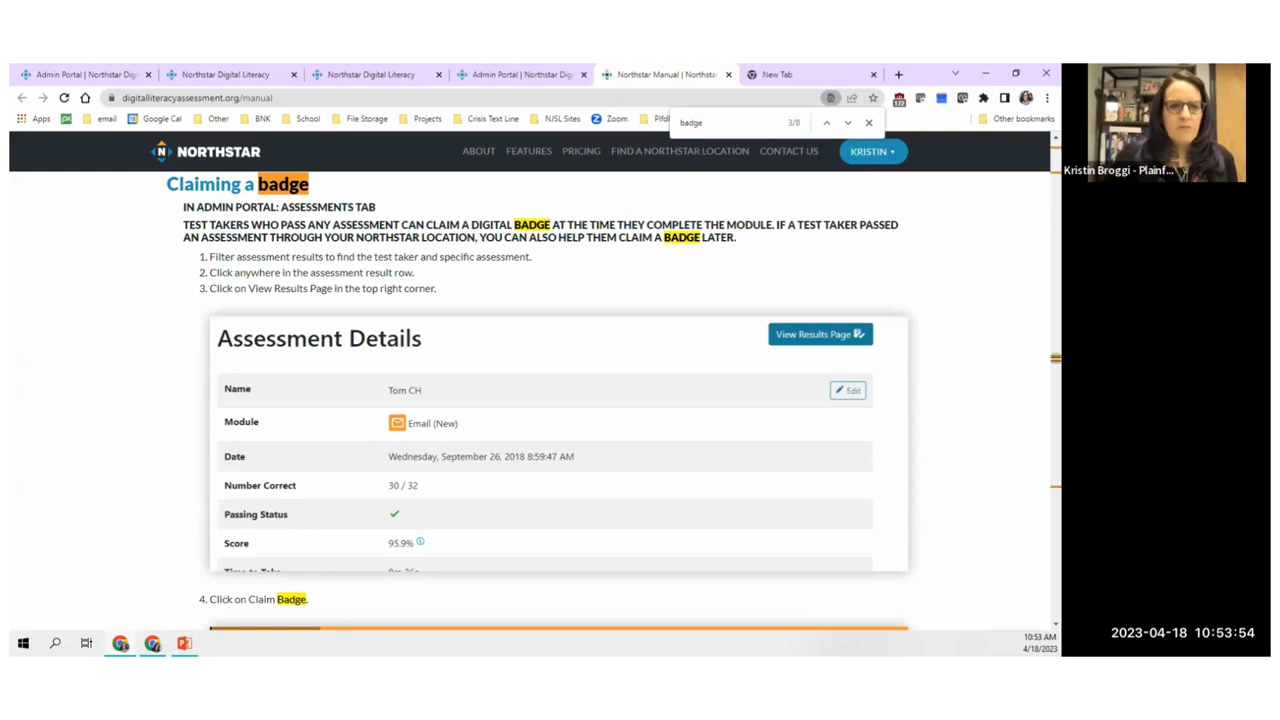 Admin Portal | Northstar Dig
Northstar Digital Literacy
Northstar Digital Literacy
Admin Portal | Northstar Dig
Northstar Manual | Northsta
New Tab
digitalliteracyassessment.org/manual
172
Apps
email
Google Cal
Other
BNK
School
File Storage
Projects
Crisis Text Line
NJSL Sites
Zoom
Plfd
Other bookmarks
badge
3/8
N NORTHSTAR
ABOUT
FEATURES
PRICING
FIND A NORTHSTAR LOCATION
CONTACT US
KRISTIN
Claiming a badge
IN ADMIN PORTAL: ASSESSMENTS TAB
TEST TAKERS WHO PASS ANY ASSESSMENT CAN CLAIM A DIGITAL BADGE AT THE TIME THEY COMPLETE THE MODULE. IF A TEST TAKER PASSED
AN ASSESSMENT THROUGH YOUR NORTHSTAR LOCATION, YOU CAN ALSO HELP THEM CLAIM A BADGE LATER.
1. Filter assessment results to find the test taker and specific assessment.
2. Click anywhere in the assessment result row.
3. Click on View Results Page in the top right corner.
Assessment Details
View Results Page
Name
Tom CH
Edit
Module
Email (New)
Date
Wednesday, September 26, 2018 8:59:47 AM
Number Correct
30 / 32
Passing Status
Score
95.9%
4. Click on Claim Badge.
10:53 AM
4/18/2023
Kristin Broggi - Plainf...
2023-04-18 10:53:54